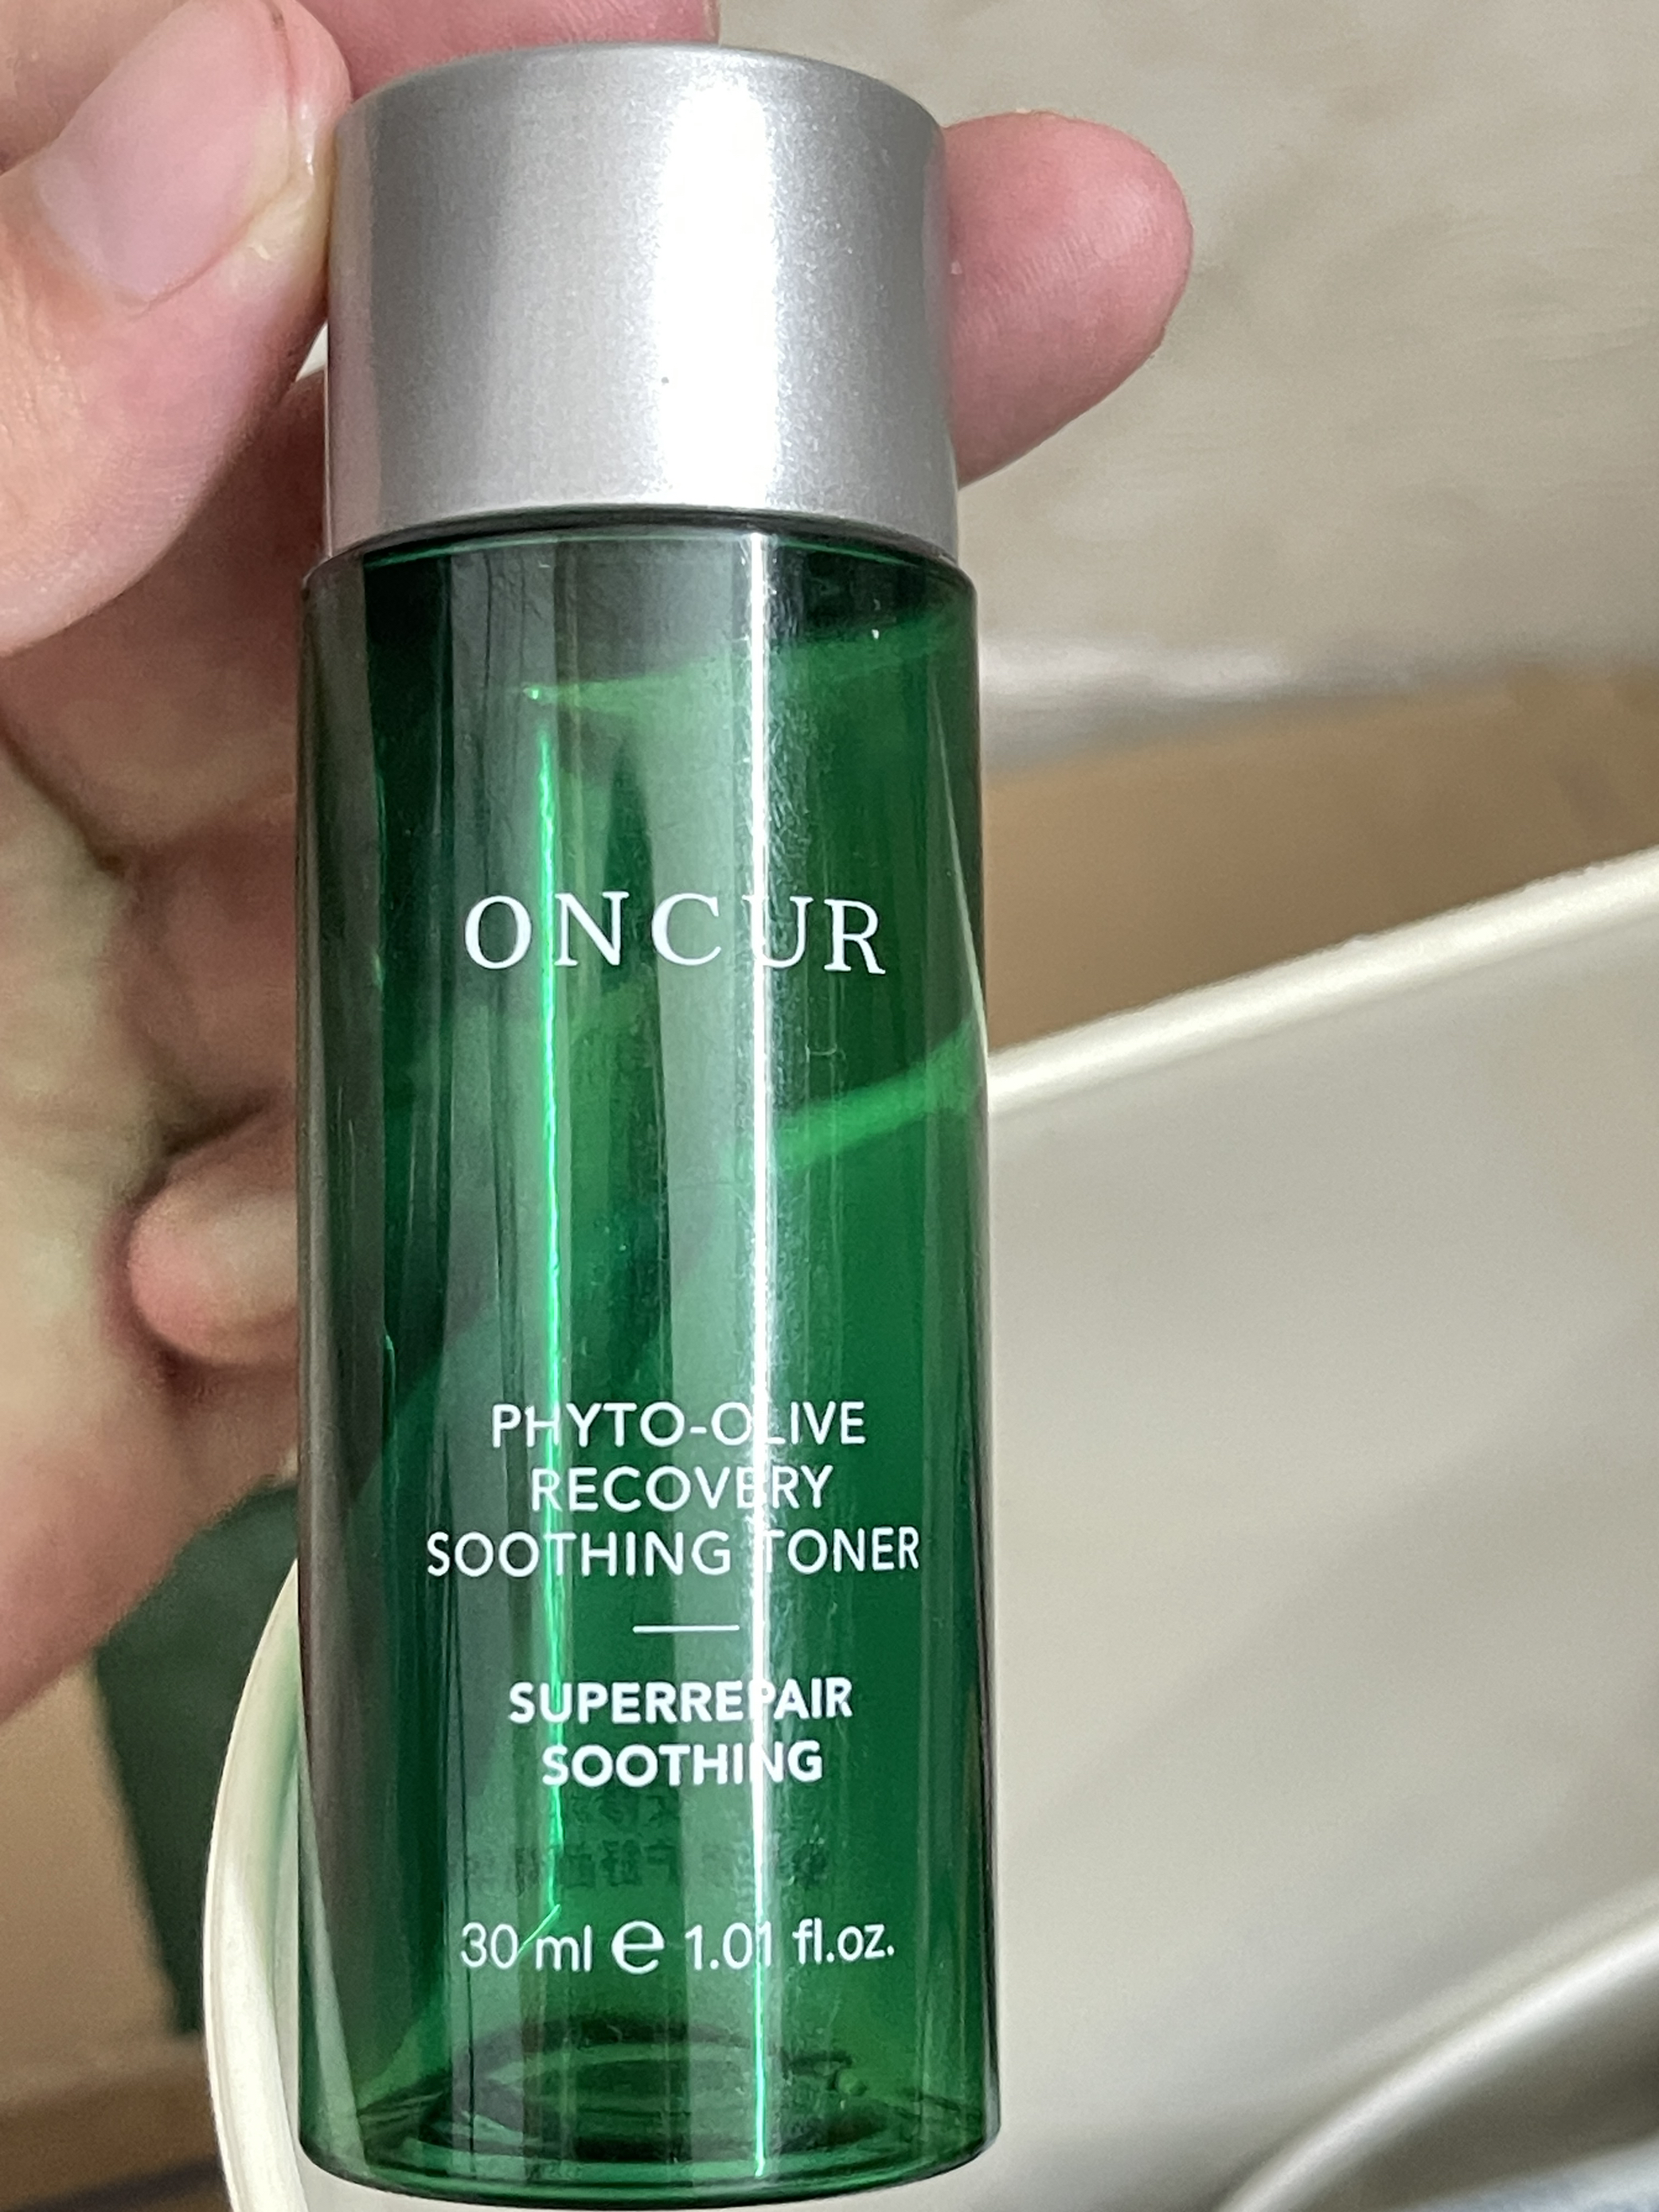 ONCUR
PHYTO-OLIVE
RECOVERY
SOOTHING TONER
SUPERREPAIR
SOOTHING
30 ml e 1.01 fl.oz.